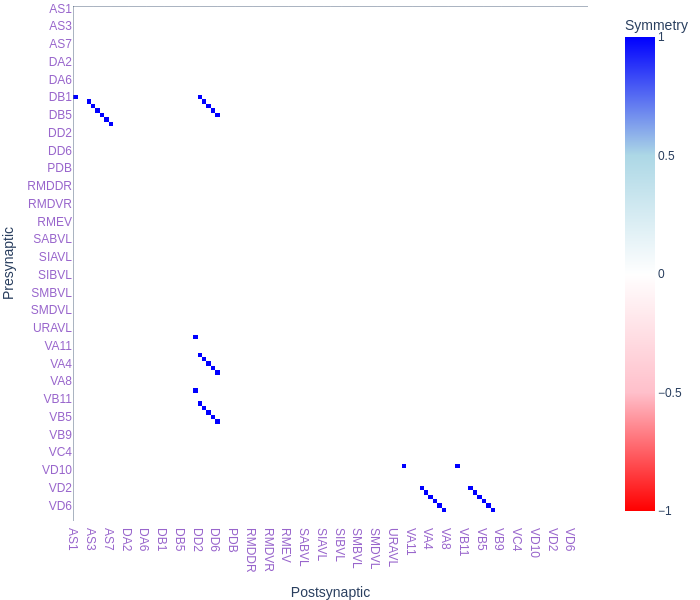 Symmetry
1
0.5
0
−0.5
−1
Presynaptic
AS1
AS3
AS7
DA2
DA6
DB1
DB5
DD2
DD6
PDB
RMDDR
RMDVR
RMEV
SABVL
SIAVL
SIBVL
SMBVL
SMDVL
URAVL
VA11
VA4
VA8
VB11
VB5
VB9
VC4
VD10
VD2
VD6
AS1
AS3
AS7
DA2
DA6
DB1
DB5
DD2
DD6
PDB
RMDDR
RMDVR
RMEV
SABVL
SIAVL
SIBVL
SMBVL
SMDVL
URAVL
VA11
VA4
VA8
VB11
VB5
VB9
VC4
VD10
VD2
VD6
Postsynaptic